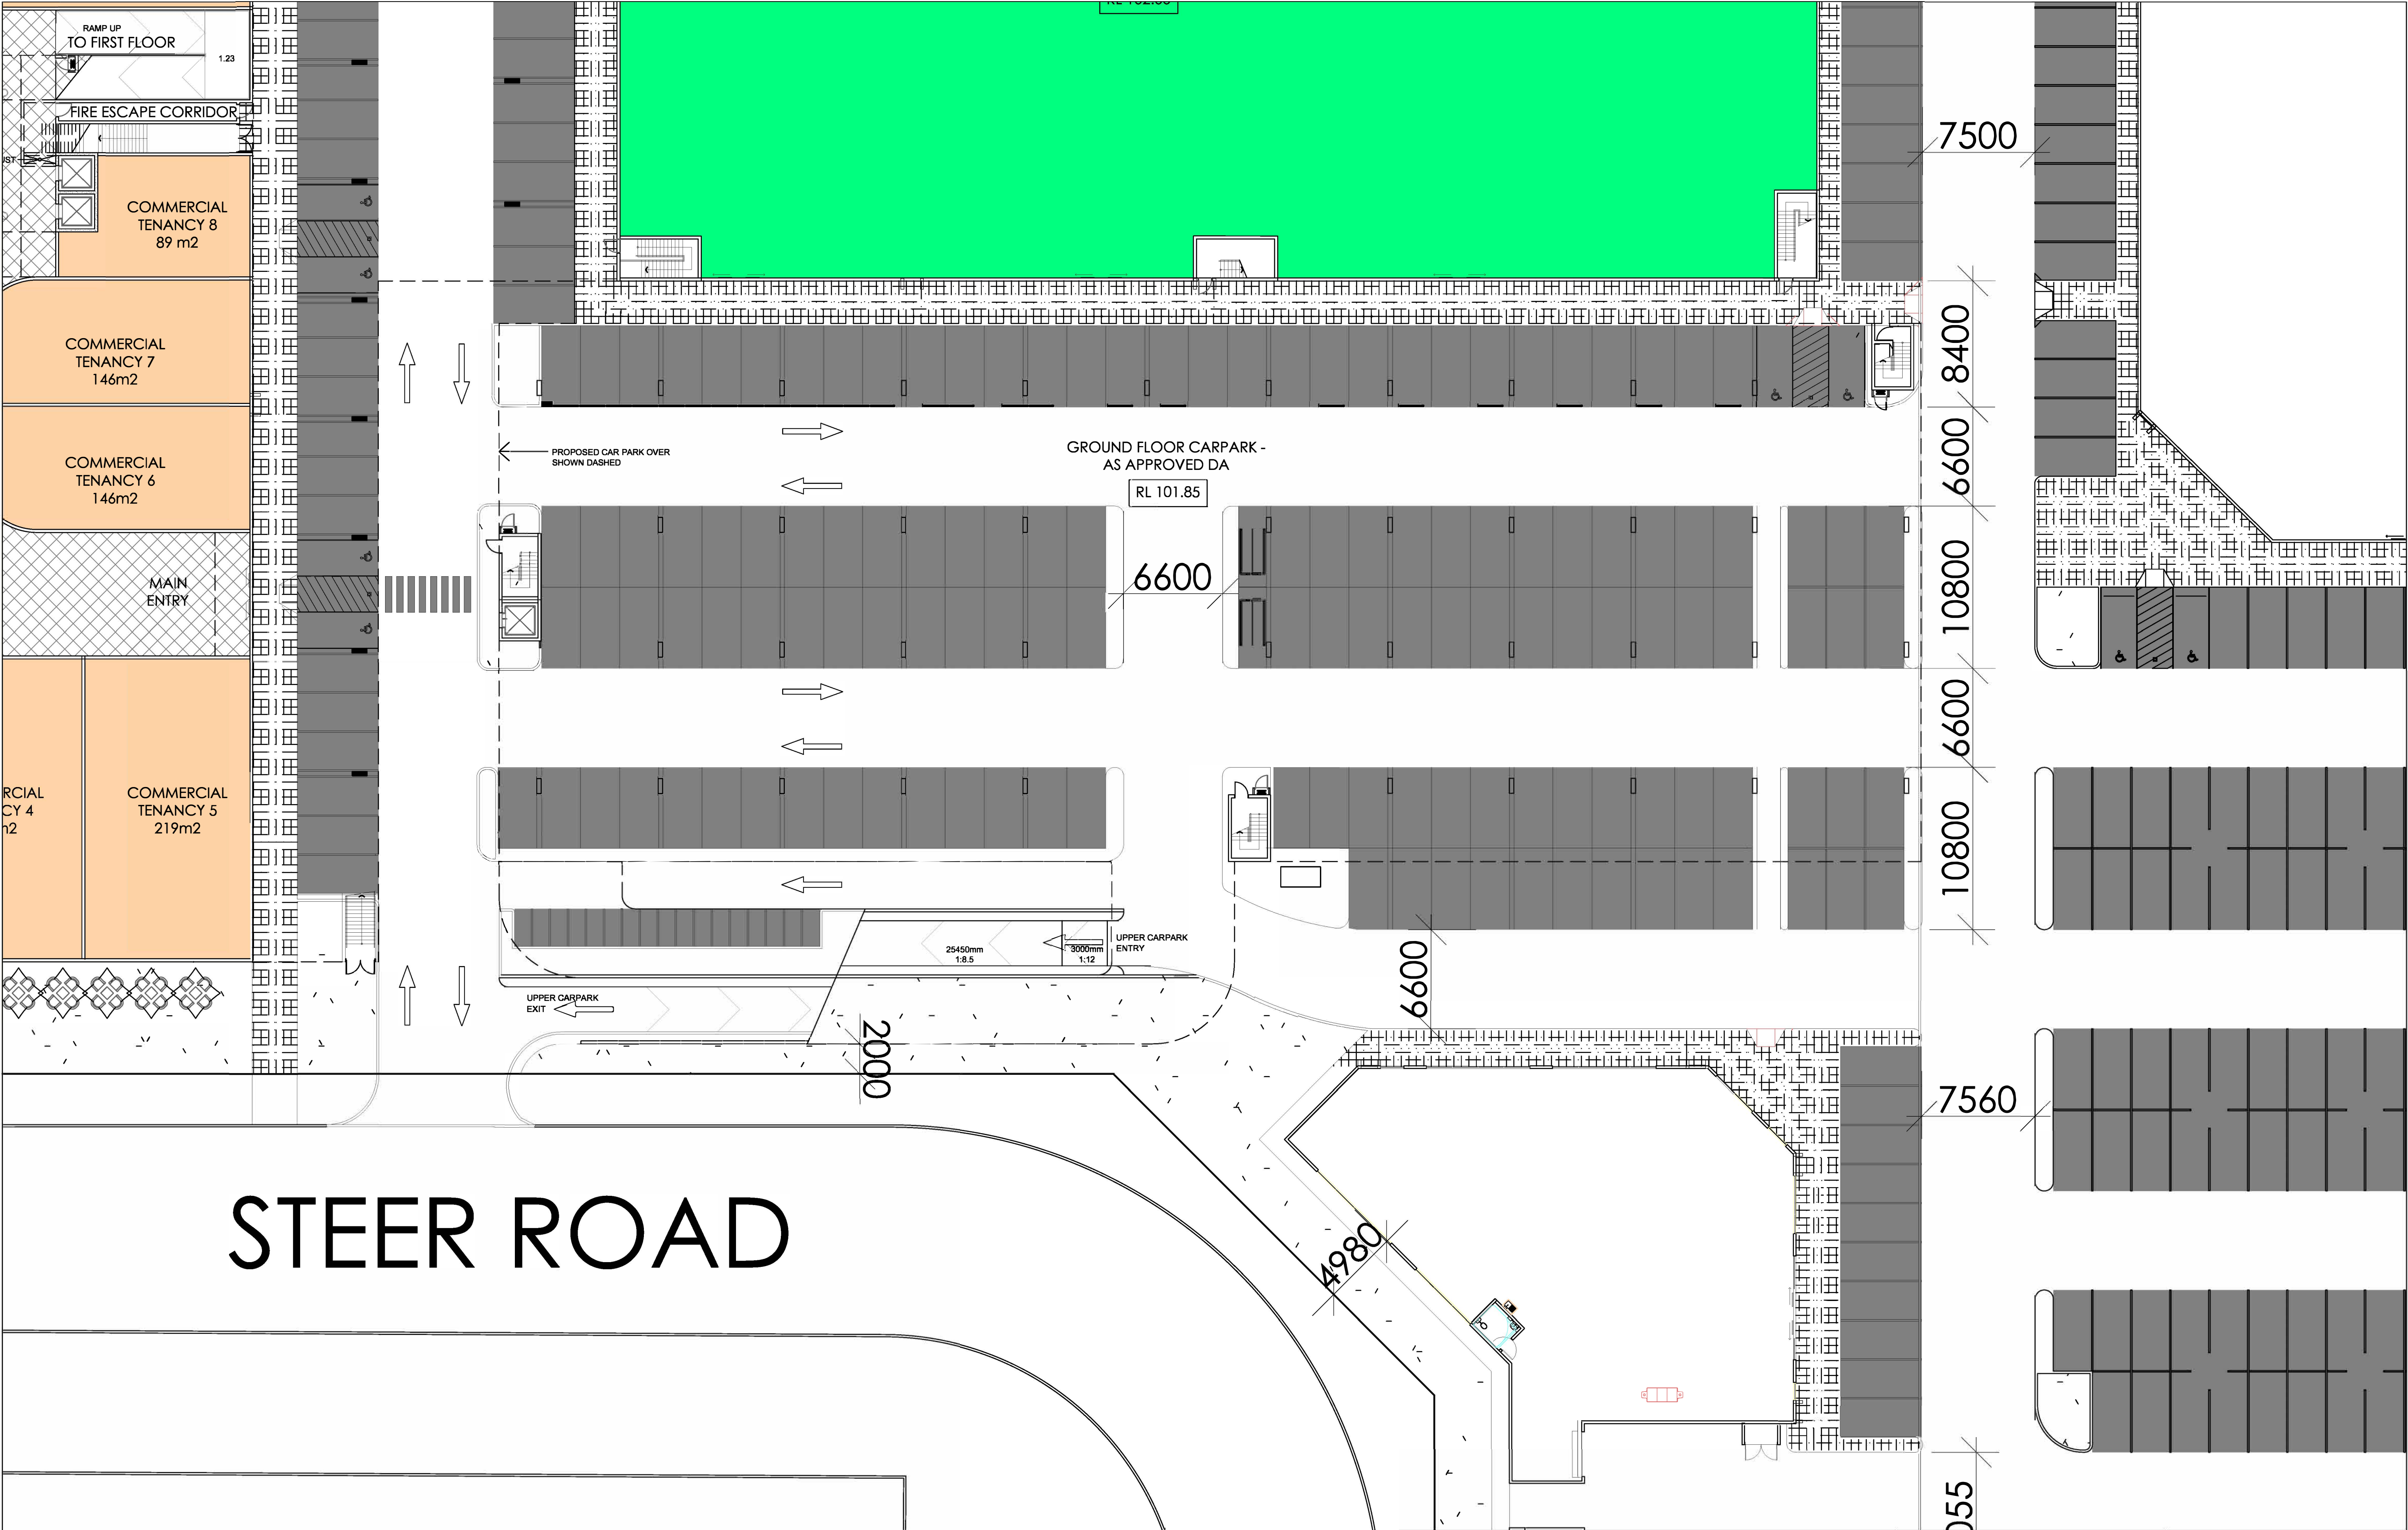 RAMP UP
TO FIRST FLOOR
1.23
FIRE ESCAPE CORRIDOR
COMMERCIAL
TENANCY 8
89 m2
COMMERCIAL
TENANCY 7
146m2
COMMERCIAL
TENANCY 6
146m2
MAIN
ENTRY
COMMERCIAL
TENANCY 5
219m2
PROPOSED CAR PARK OVER
SHOWN DASHED
GROUND FLOOR CARPARK -
AS APPROVED DA
RL 101.85
6600
7500
8400
6600
10800
6600
10800
25450mm
1:8.5
3000mm
1:12
UPPER CARPARK
ENTRY
UPPER CARPARK
EXIT
2000
6600
7560
4980
STEER ROAD